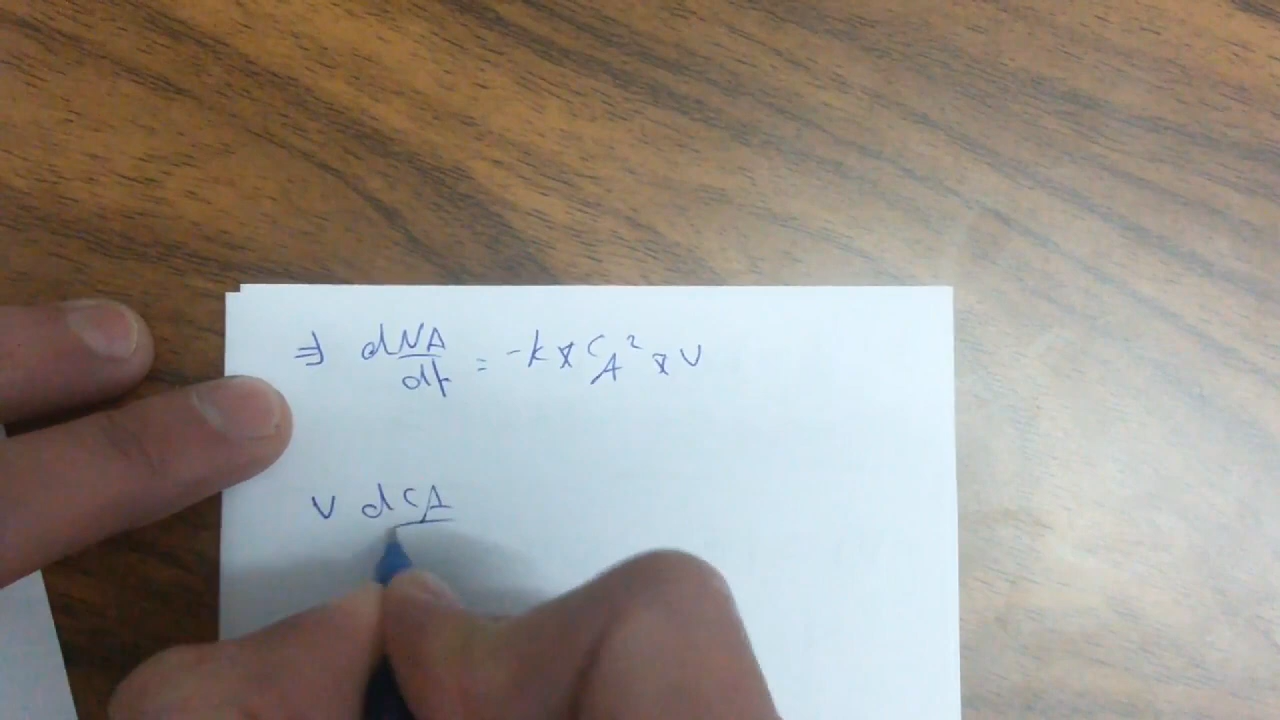 ⇒ dNA/dt = -k * CA² * V
V dCA